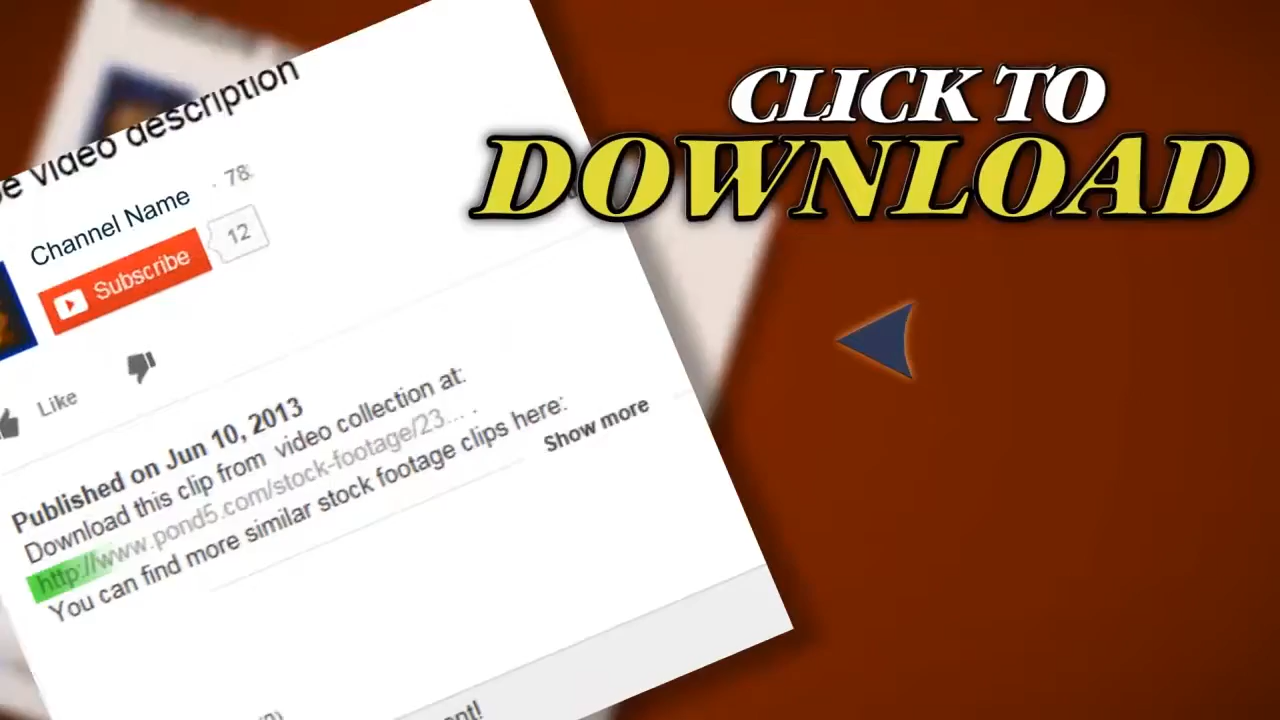 CLICK TO
DOWNLOAD
video description
Channel Name
78
Subscribe
12
Like
Published on Jun 10, 2013
Download this clip from video collection at:
http://www.pond5.com/stock-footage/23... .
You can find more similar stock footage clips here:
Show more